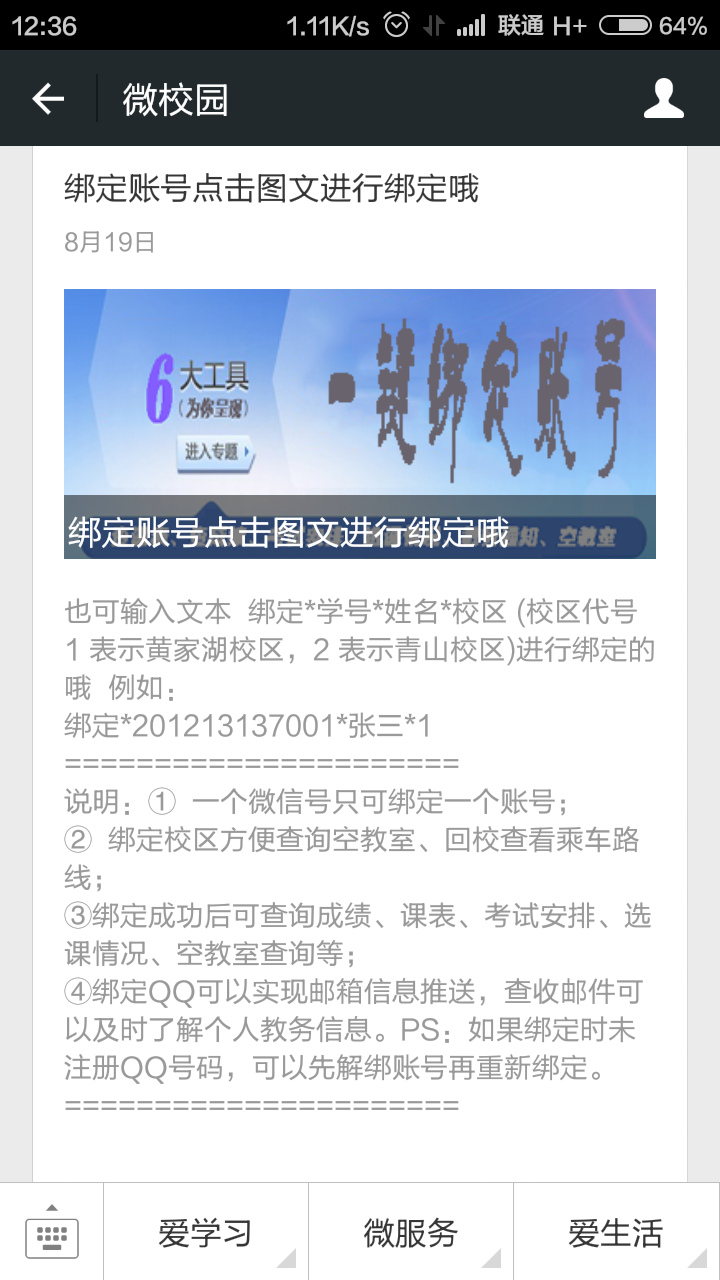 12:36 1.11K/s 联通 H+ 64%
微校园
绑定账号点击图文进行绑定哦
8月19日
6大工具
(为你呈现)
进入专题
一键绑定账号
绑定账号点击图文进行绑定哦
知、空教室
也可输入文本 绑定*学号*姓名*校区 (校区代号
1 表示黄家湖校区，2 表示青山校区)进行绑定的
哦 例如：
绑定*201213137001*张三*1
======================
说明：① 一个微信号只可绑定一个账号；
② 绑定校区方便查询空教室、回校查看乘车路
线；
③绑定成功后可查询成绩、课表、考试安排、选
课情况、空教室查询等；
④绑定QQ可以实现邮箱信息推送，查收邮件可
以及时了解个人教务信息。PS：如果绑定时未
注册QQ号码，可以先解绑账号再重新绑定。
======================
爱学习
微服务
爱生活